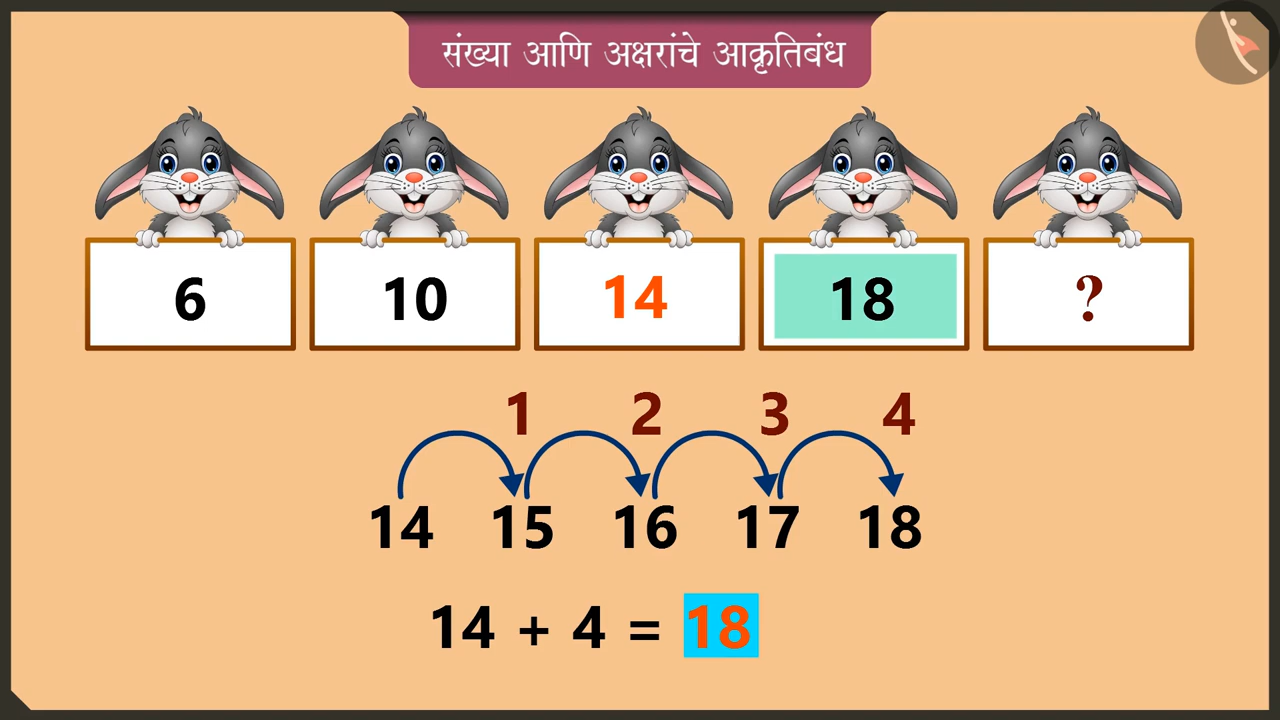 संख्या आणि अक्षरांचे आकृतिबंध
6 10 14 18 ?
1 2 3 4
14 15 16 17 18
14 + 4 = 18